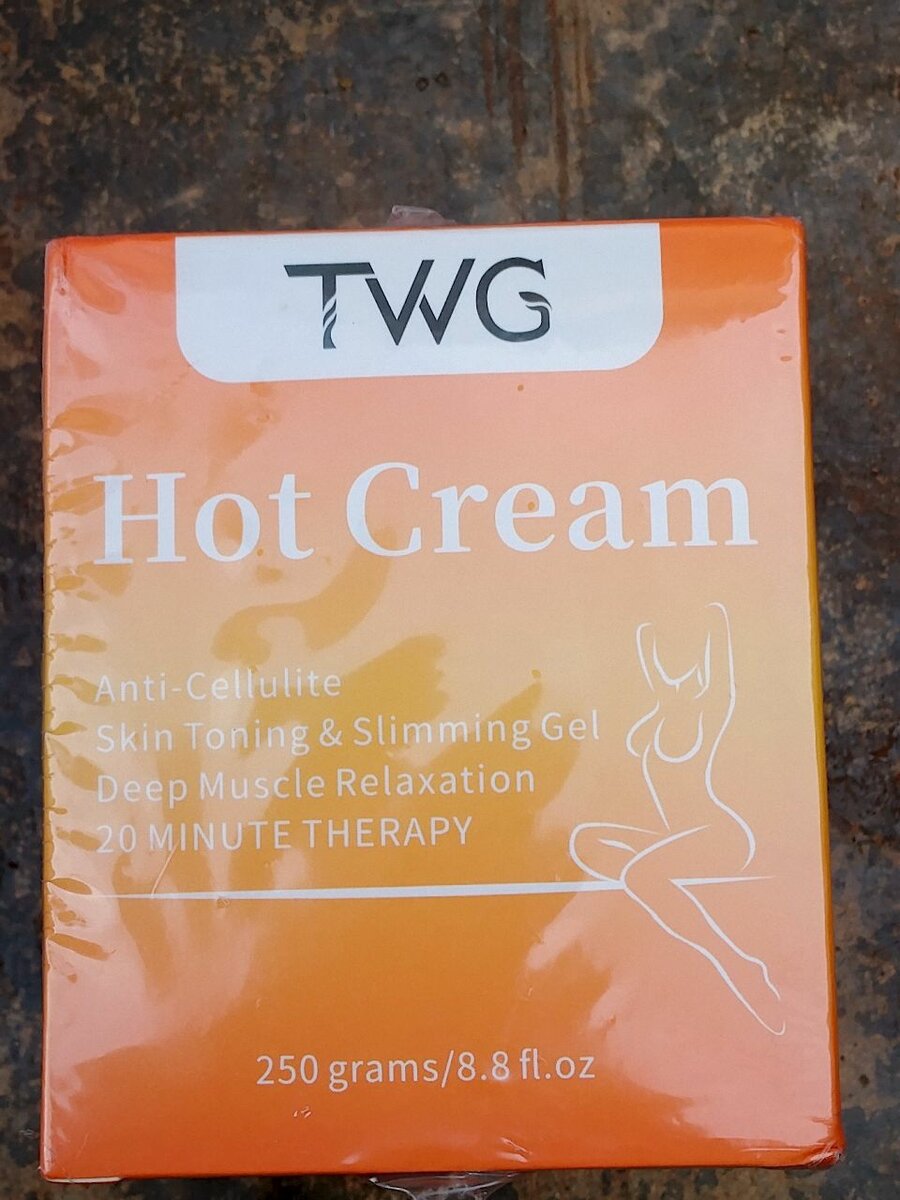 TWG
Hot Cream
Anti-Cellulite
Skin Toning & Slimming Gel
Deep Muscle Relaxation
20 MINUTE THERAPY
250 grams/8.8 fl.oz